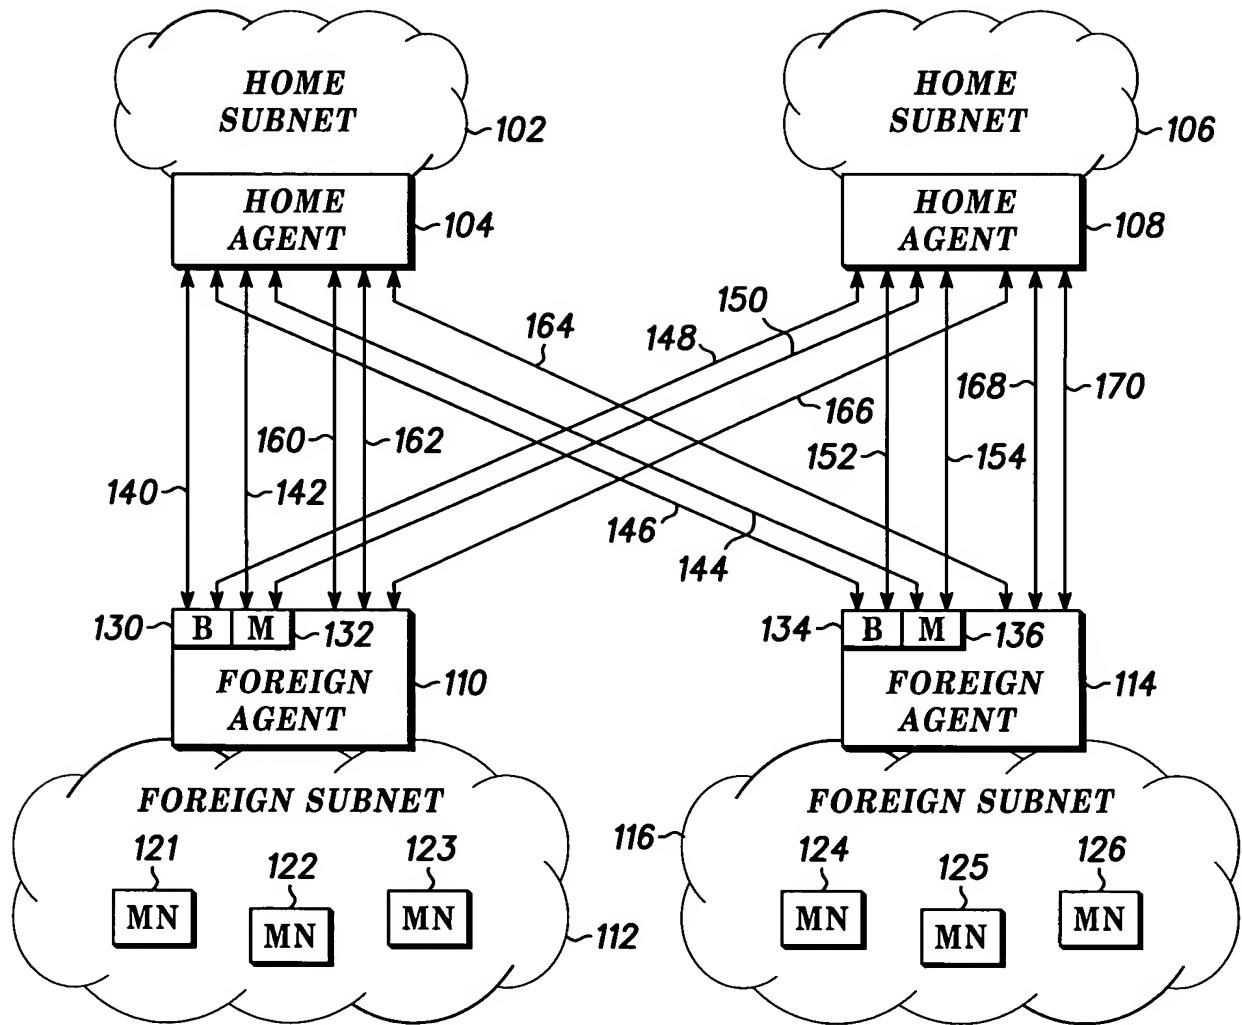 HOME
SUBNET
102
HOME
SUBNET
106
HOME
AGENT
104
HOME
AGENT
108
164
148
150
166
168
170
160
162
152
154
140
142
146
144
130
B
M
132
134
B
M
136
FOREIGN
AGENT
110
FOREIGN
AGENT
114
FOREIGN SUBNET
FOREIGN SUBNET
116
121
122
123
124
125
126
MN
MN
MN
MN
MN
MN
112